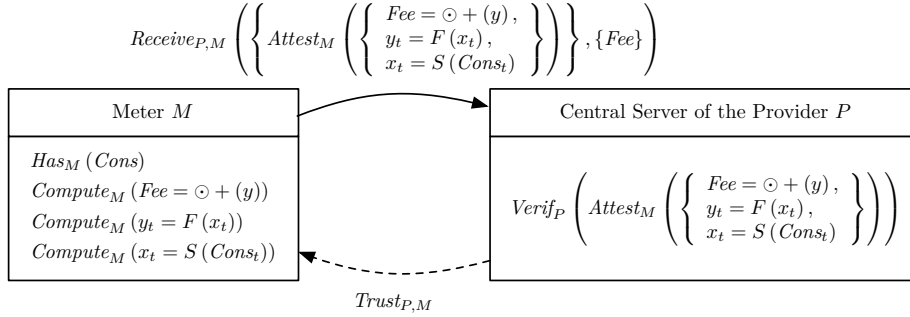 Receive_{P,M} ( { Attest_M ( { Fee = ⊙ + (y) ,
y_t = F (x_t) ,
x_t = S (Cons_t) } ) } , {Fee} )
Meter M
Has_M (Cons)
Compute_M (Fee = ⊙ + (y))
Compute_M (y_t = F (x_t))
Compute_M (x_t = S (Cons_t))
Central Server of the Provider P
Verif_P ( Attest_M ( { Fee = ⊙ + (y) ,
y_t = F (x_t) ,
x_t = S (Cons_t) } ) )
Trust_{P,M}